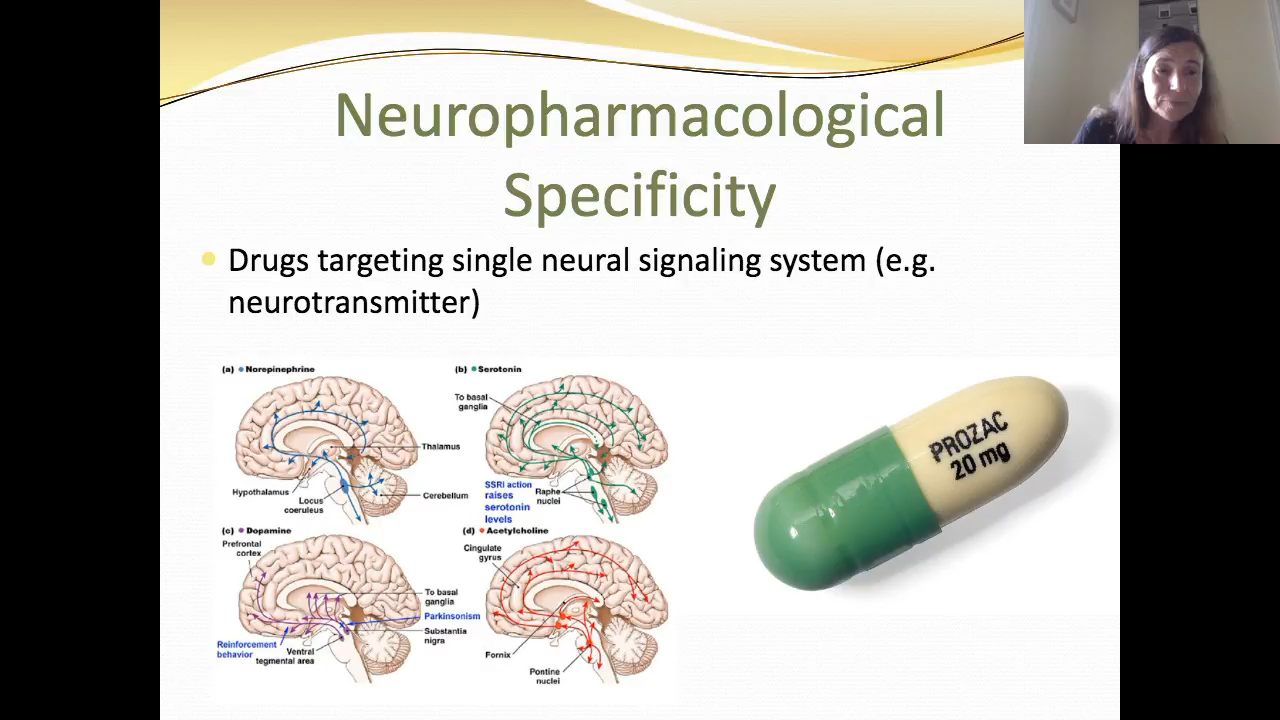 Neuropharmacological
Specificity
Drugs targeting single neural signaling system (e.g.
neurotransmitter)
(a) Norepinephrine
Thalamus
Hypothalamus
Locus
coeruleus
Cerebellum
(b) Serotonin
To basal
ganglia
SSRI action
raises
serotonin
levels
Raphe
nuclei
(c) Dopamine
Prefrontal
cortex
To basal
ganglia
Parkinsonism
Substantia
nigra
Reinforcement
behavior
Ventral
tegmental area
(d) Acetylcholine
Cingulate
gyrus
Fornix
Pontine
nuclei
PROZAC
20 mg